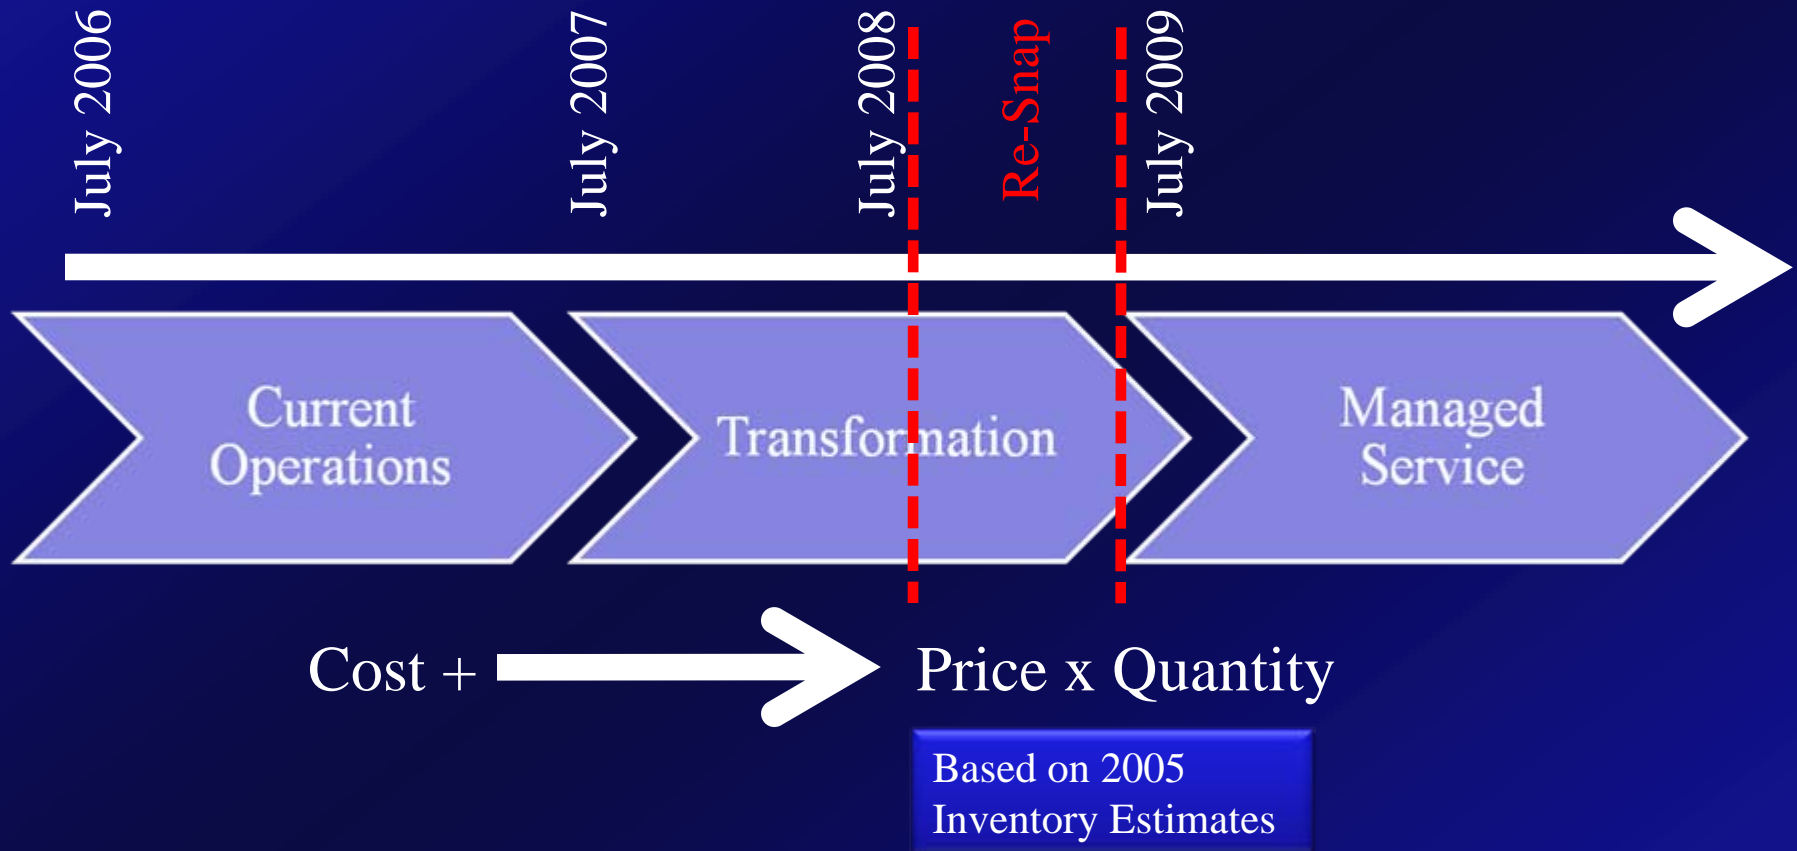 July 2006
July 2007
July 2008
Re-Snap
July 2009
Current
Operations
Transformation
Managed
Service
Cost +
Price x Quantity
Based on 2005
Inventory Estimates